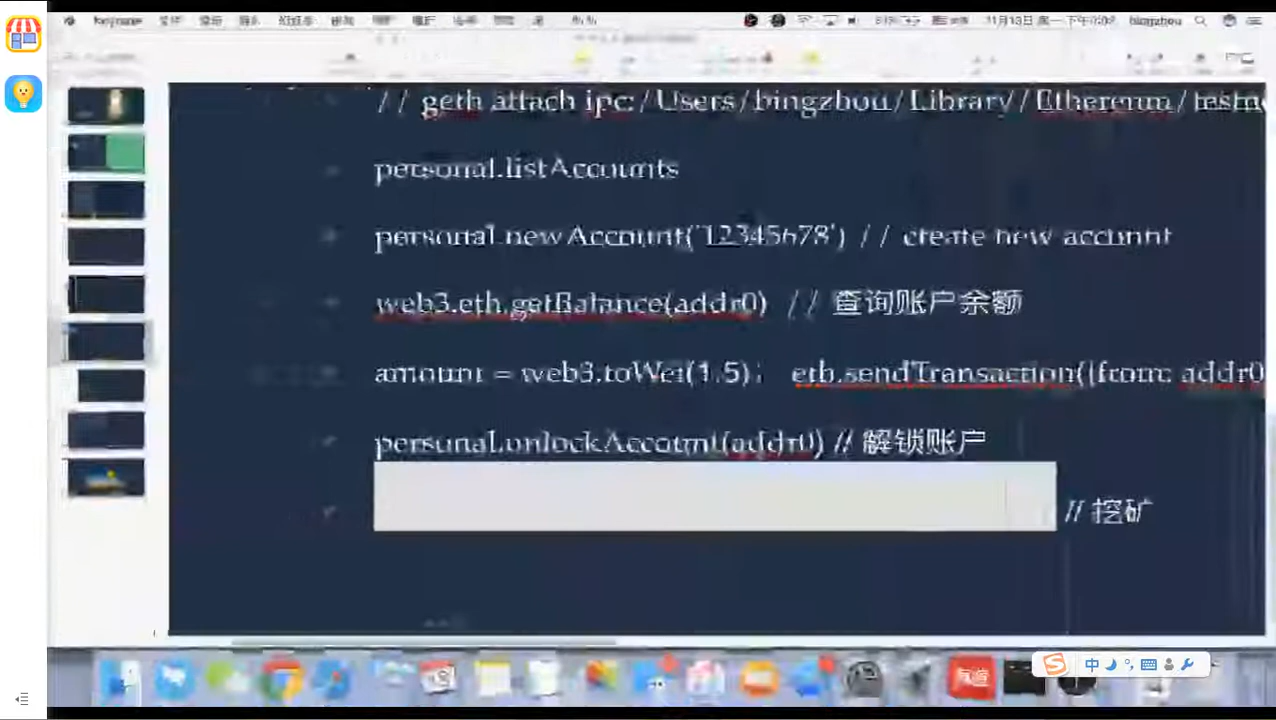 // geth attach ipc:/Users/bingzhou/Library//Ethereum/testne
personal.listAccounts
personal.newAccount('12345678') // create new account
web3.eth.getBalance(addr0) // 查询账户余额
amount = web3.toWei(1.5); eth.sendTransaction({from: addr0
personal.unlockAccount(addr0) // 解锁账户
// 挖矿
中